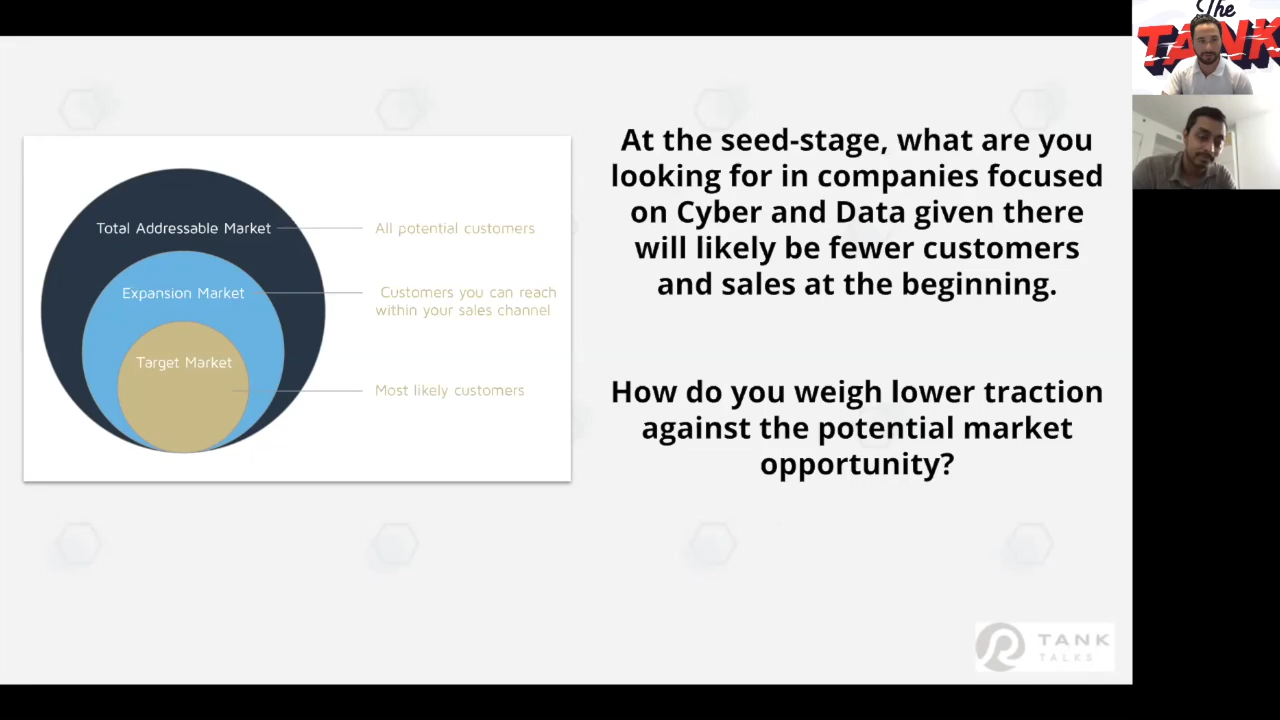 The
TANK
At the seed-stage, what are you
looking for in companies focused
on Cyber and Data given there
will likely be fewer customers
and sales at the beginning.
How do you weigh lower traction
against the potential market
opportunity?
Total Addressable Market
All potential customers
Expansion Market
Customers you can reach
within your sales channel
Target Market
Most likely customers
TANK
TALKS